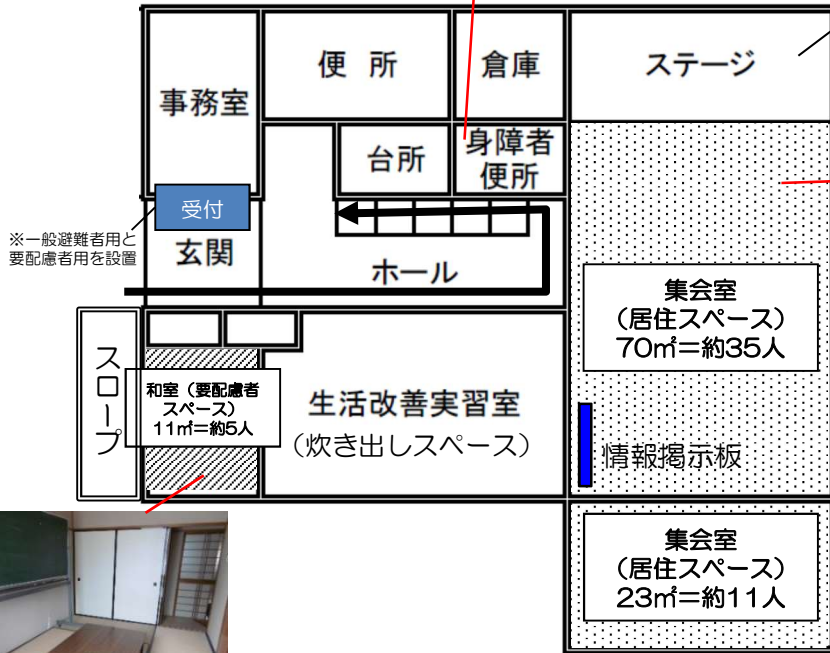 便 所
倉庫
ステージ
事務室
台所
身障者
便所
受付
※一般避難者用と
要配慮者用を設置
玄関
ホール
集会室
（居住スペース）
70㎡＝約35人
スロープ
和室（要配慮者
スペース）
11㎡＝約5人
生活改善実習室
（炊き出しスペース）
情報掲示板
集会室
（居住スペース）
23㎡＝約11人